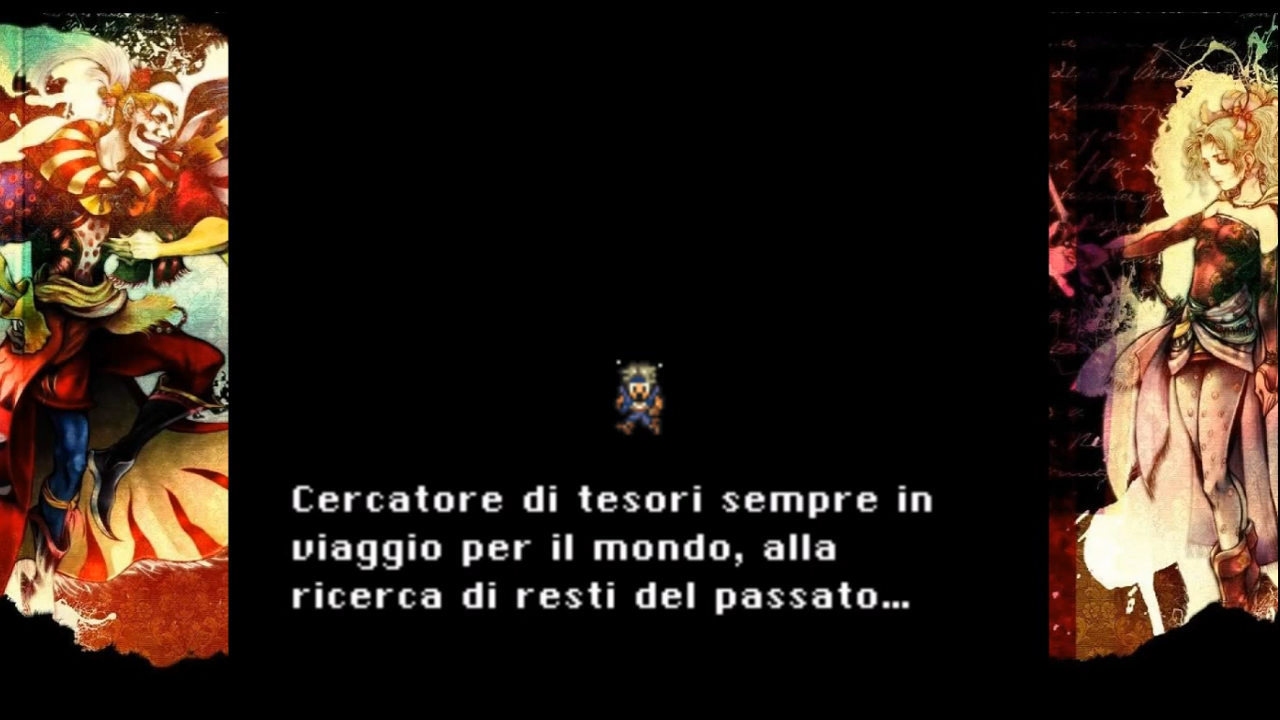 Cercatore di tesori sempre in
viaggio per il mondo, alla
ricerca di resti del passato…